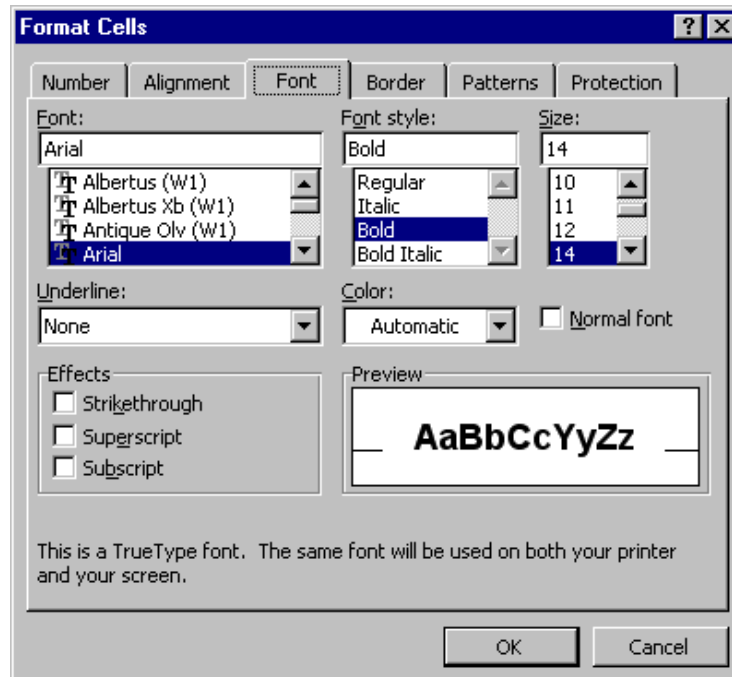 Format Cells
Number Alignment Font Border Patterns Protection
Font: Font style: Size:
Arial Bold 14
Albertus (W1) Regular 10
Albertus Xb (W1) Italic 11
Antique Olv (W1) Bold 12
Arial Bold Italic 14
Underline: Color:
None Automatic Normal font
Effects Preview
Strikethrough
Superscript AaBbCcYyZz
Subscript
This is a TrueType font. The same font will be used on both your printer
and your screen.
OK Cancel